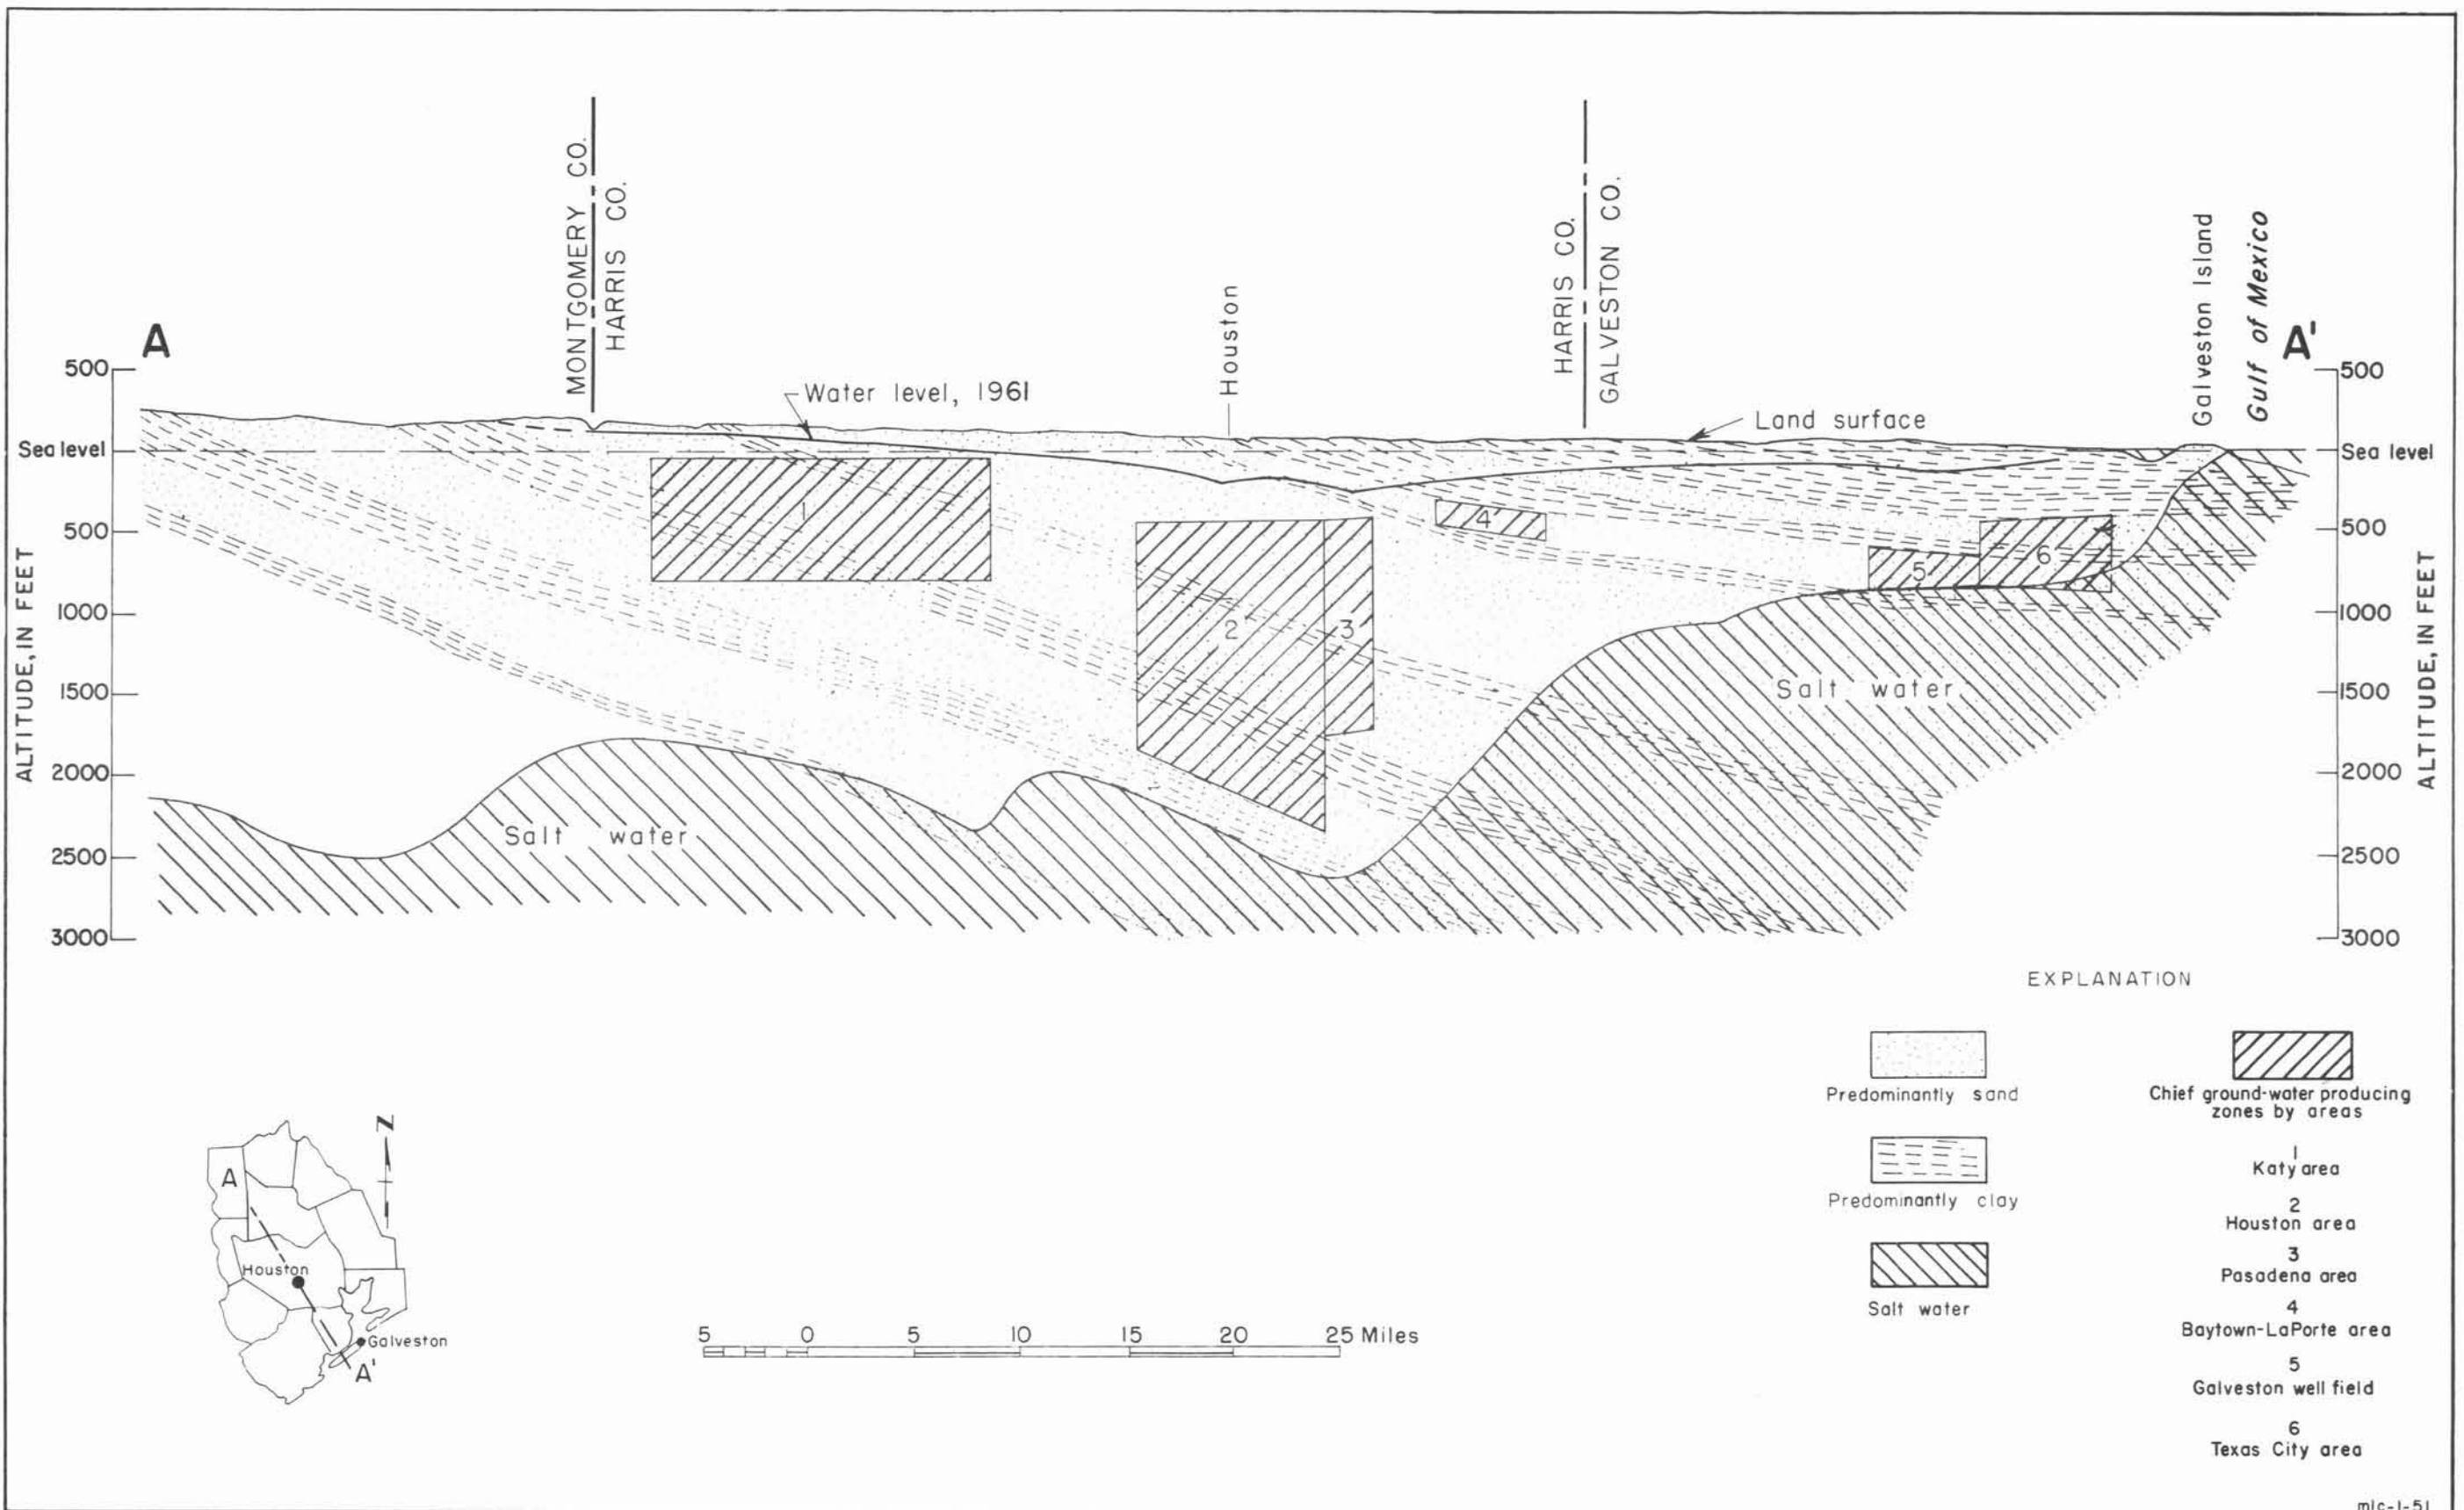 MONTGOMERY CO.
HARRIS CO.
Houston
HARRIS CO.
GALVESTON CO.
Galveston Island
Gulf of Mexico
A
A'
Water level, 1961
Land surface
ALTITUDE, IN FEET
500
Sea level
500
1000
1500
2000
2500
3000
1
2
3
4
5
6
Salt water
Salt water
500
Sea level
500
1000
1500
2000
2500
3000
ALTITUDE, IN FEET
EXPLANATION
Predominantly sand
Predominantly clay
Salt water
Chief ground-water producing
zones by areas
1
Katy area
2
Houston area
3
Pasadena area
4
Baytown-LaPorte area
5
Galveston well field
6
Texas City area
N
A
Houston
Galveston
A'
5 0 5 10 15 20 25 Miles
mlc-1-51